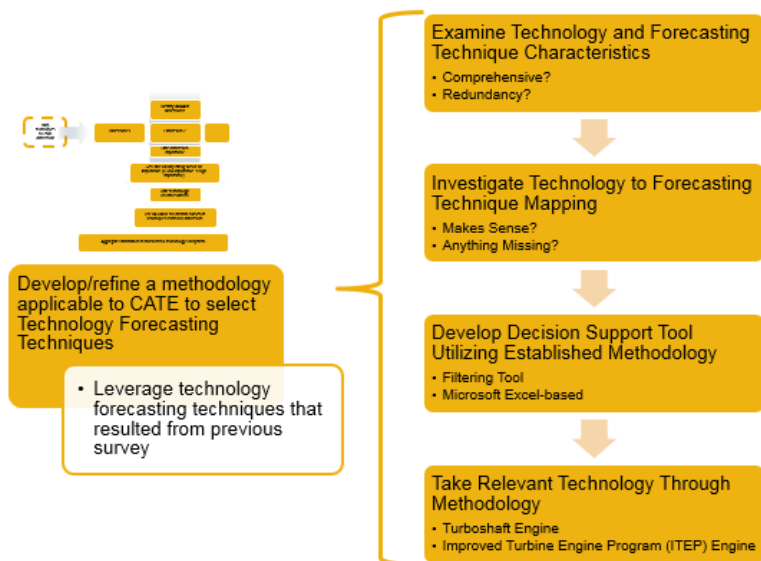 Develop/refine a methodology
applicable to CATE to select
Technology Forecasting
Techniques
• Leverage technology
forecasting techniques that
resulted from previous
survey
Examine Technology and Forecasting
Technique Characteristics
• Comprehensive?
• Redundancy?
Investigate Technology to Forecasting
Technique Mapping
• Makes Sense?
• Anything Missing?
Develop Decision Support Tool
Utilizing Established Methodology
• Filtering Tool
• Microsoft Excel-based
Take Relevant Technology Through
Methodology
• Turboshaft Engine
• Improved Turbine Engine Program (ITEP) Engine